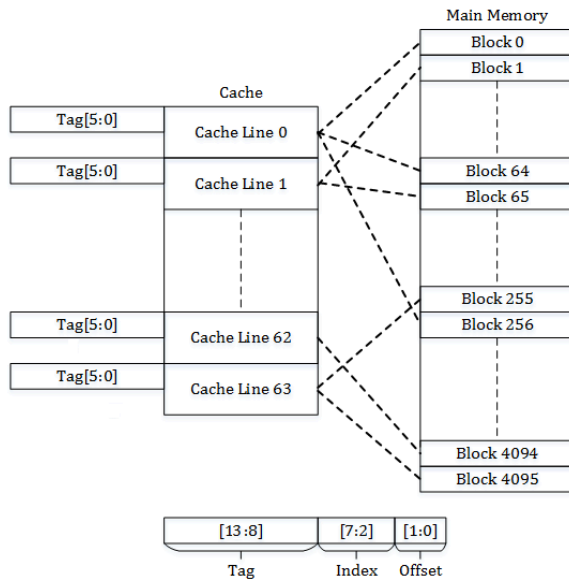 Main Memory
Block 0
Block 1
Cache
Tag[5:0]
Cache Line 0
Tag[5:0]
Cache Line 1
Block 64
Block 65
Block 255
Block 256
Tag[5:0]
Cache Line 62
Tag[5:0]
Cache Line 63
Block 4094
Block 4095
[13:8] [7:2] [1:0]
Tag Index Offset